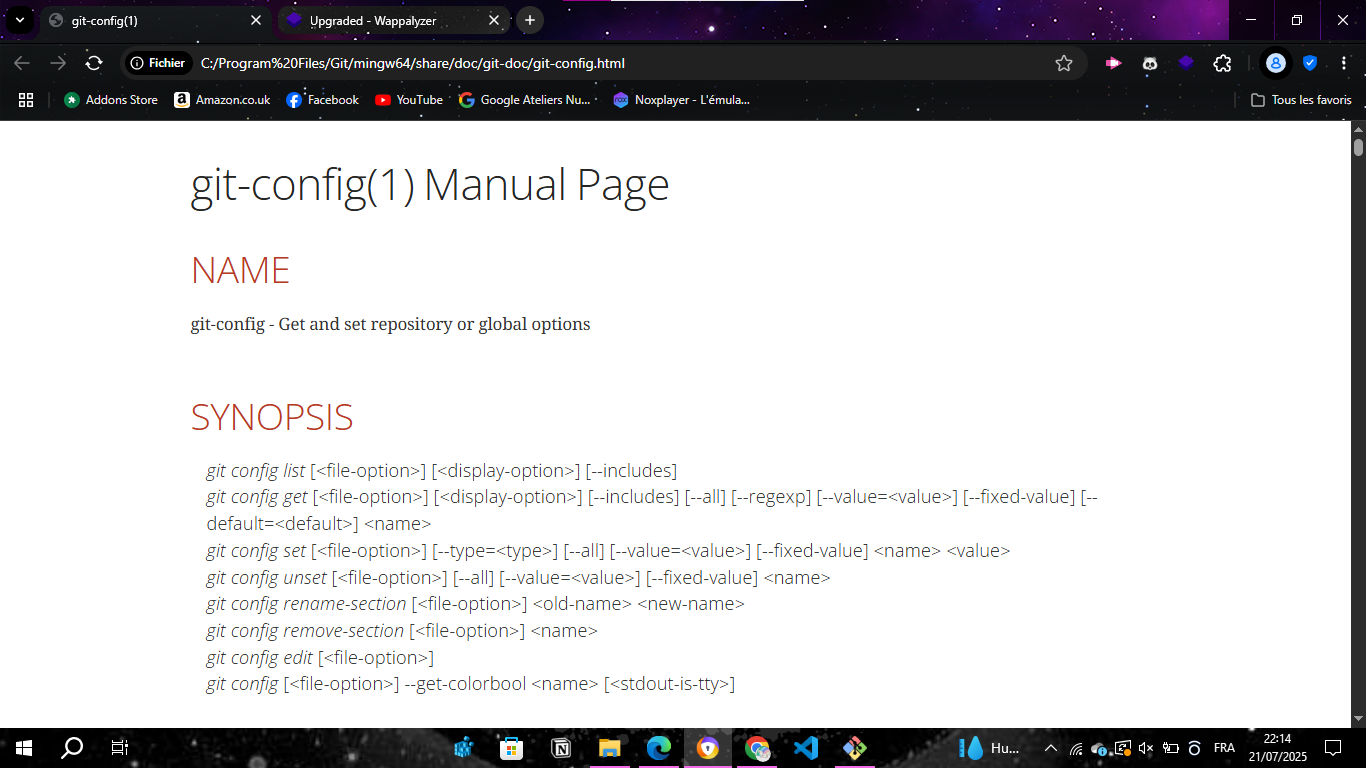 git-config(1)
Upgraded - Wappalyzer
Fichier
C:/Program%20Files/Git/mingw64/share/doc/git-doc/git-config.html
Addons Store
Amazon.co.uk
Facebook
YouTube
Google Ateliers Nu...
Noxplayer - L'émula...
Tous les favoris
git-config(1) Manual Page
NAME
git-config - Get and set repository or global options
SYNOPSIS
git config list [<file-option>] [<display-option>] [--includes]
git config get [<file-option>] [<display-option>] [--includes] [--all] [--regexp] [--value=<value>] [--fixed-value] [--
default=<default>] <name>
git config set [<file-option>] [--type=<type>] [--all] [--value=<value>] [--fixed-value] <name> <value>
git config unset [<file-option>] [--all] [--value=<value>] [--fixed-value] <name>
git config rename-section [<file-option>] <old-name> <new-name>
git config remove-section [<file-option>] <name>
git config edit [<file-option>]
git config [<file-option>] --get-colorbool <name> [<stdout-is-tty>]
Hu...
FRA
22:14
21/07/2025